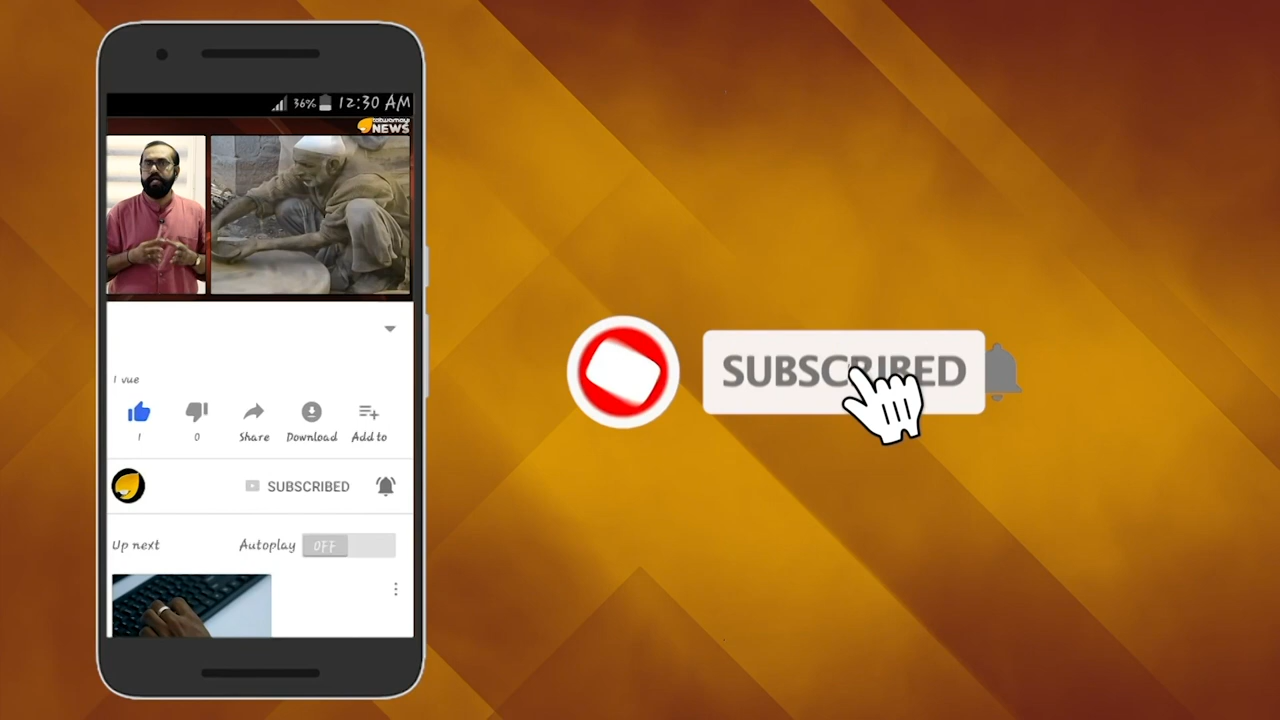 36% 12:30 AM
tatwamayi
NEWS
1 vue
1
0
Share
Download
Add to
SUBSCRIBED
Up next
Autoplay
OFF
SUBSCRIBED